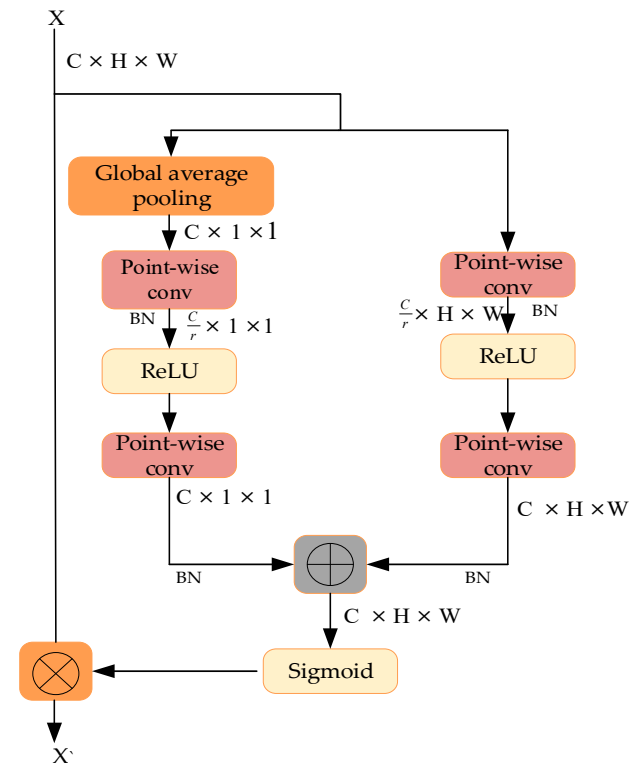 X
C × H × W
Global average
pooling
C × 1 ×1
Point-wise
conv
BN
C/r × 1 × 1
ReLU
Point-wise
conv
C × 1 × 1
BN
Point-wise
conv
C/r × H × W
BN
ReLU
Point-wise
conv
C × H ×W
BN
C × H × W
Sigmoid
X`